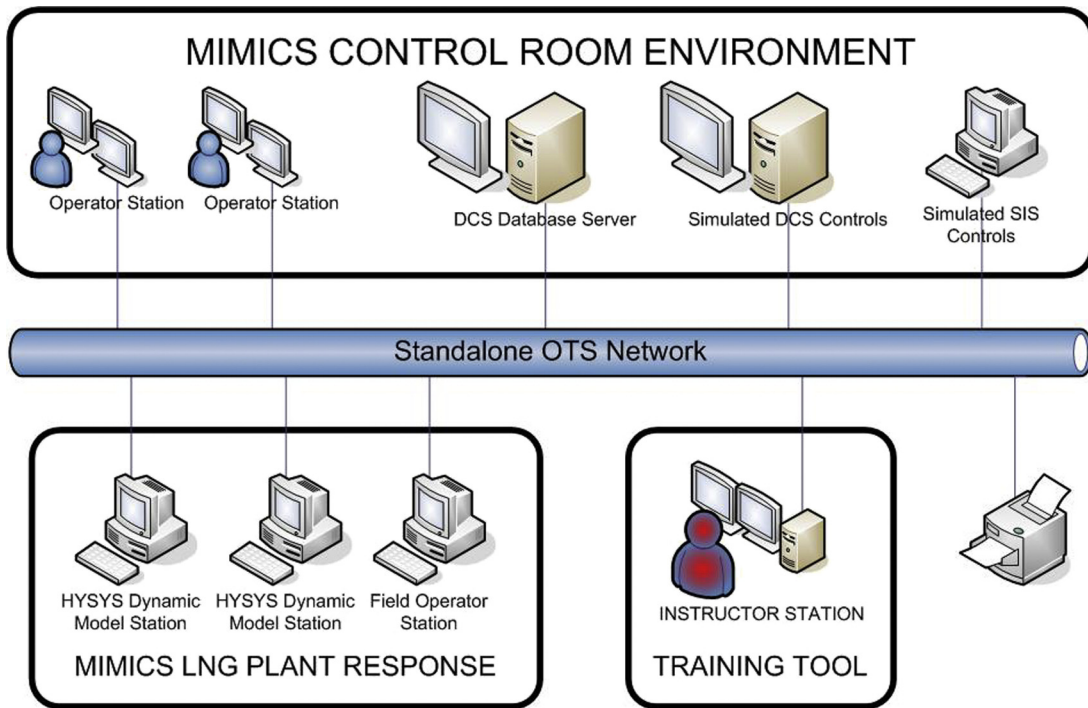 MIMICS CONTROL ROOM ENVIRONMENT
Operator Station
Operator Station
DCS Database Server
Simulated DCS Controls
Simulated SIS
Controls
Standalone OTS Network
HYSYS Dynamic
Model Station
HYSYS Dynamic
Model Station
Field Operator
Station
MIMICS LNG PLANT RESPONSE
INSTRUCTOR STATION
TRAINING TOOL